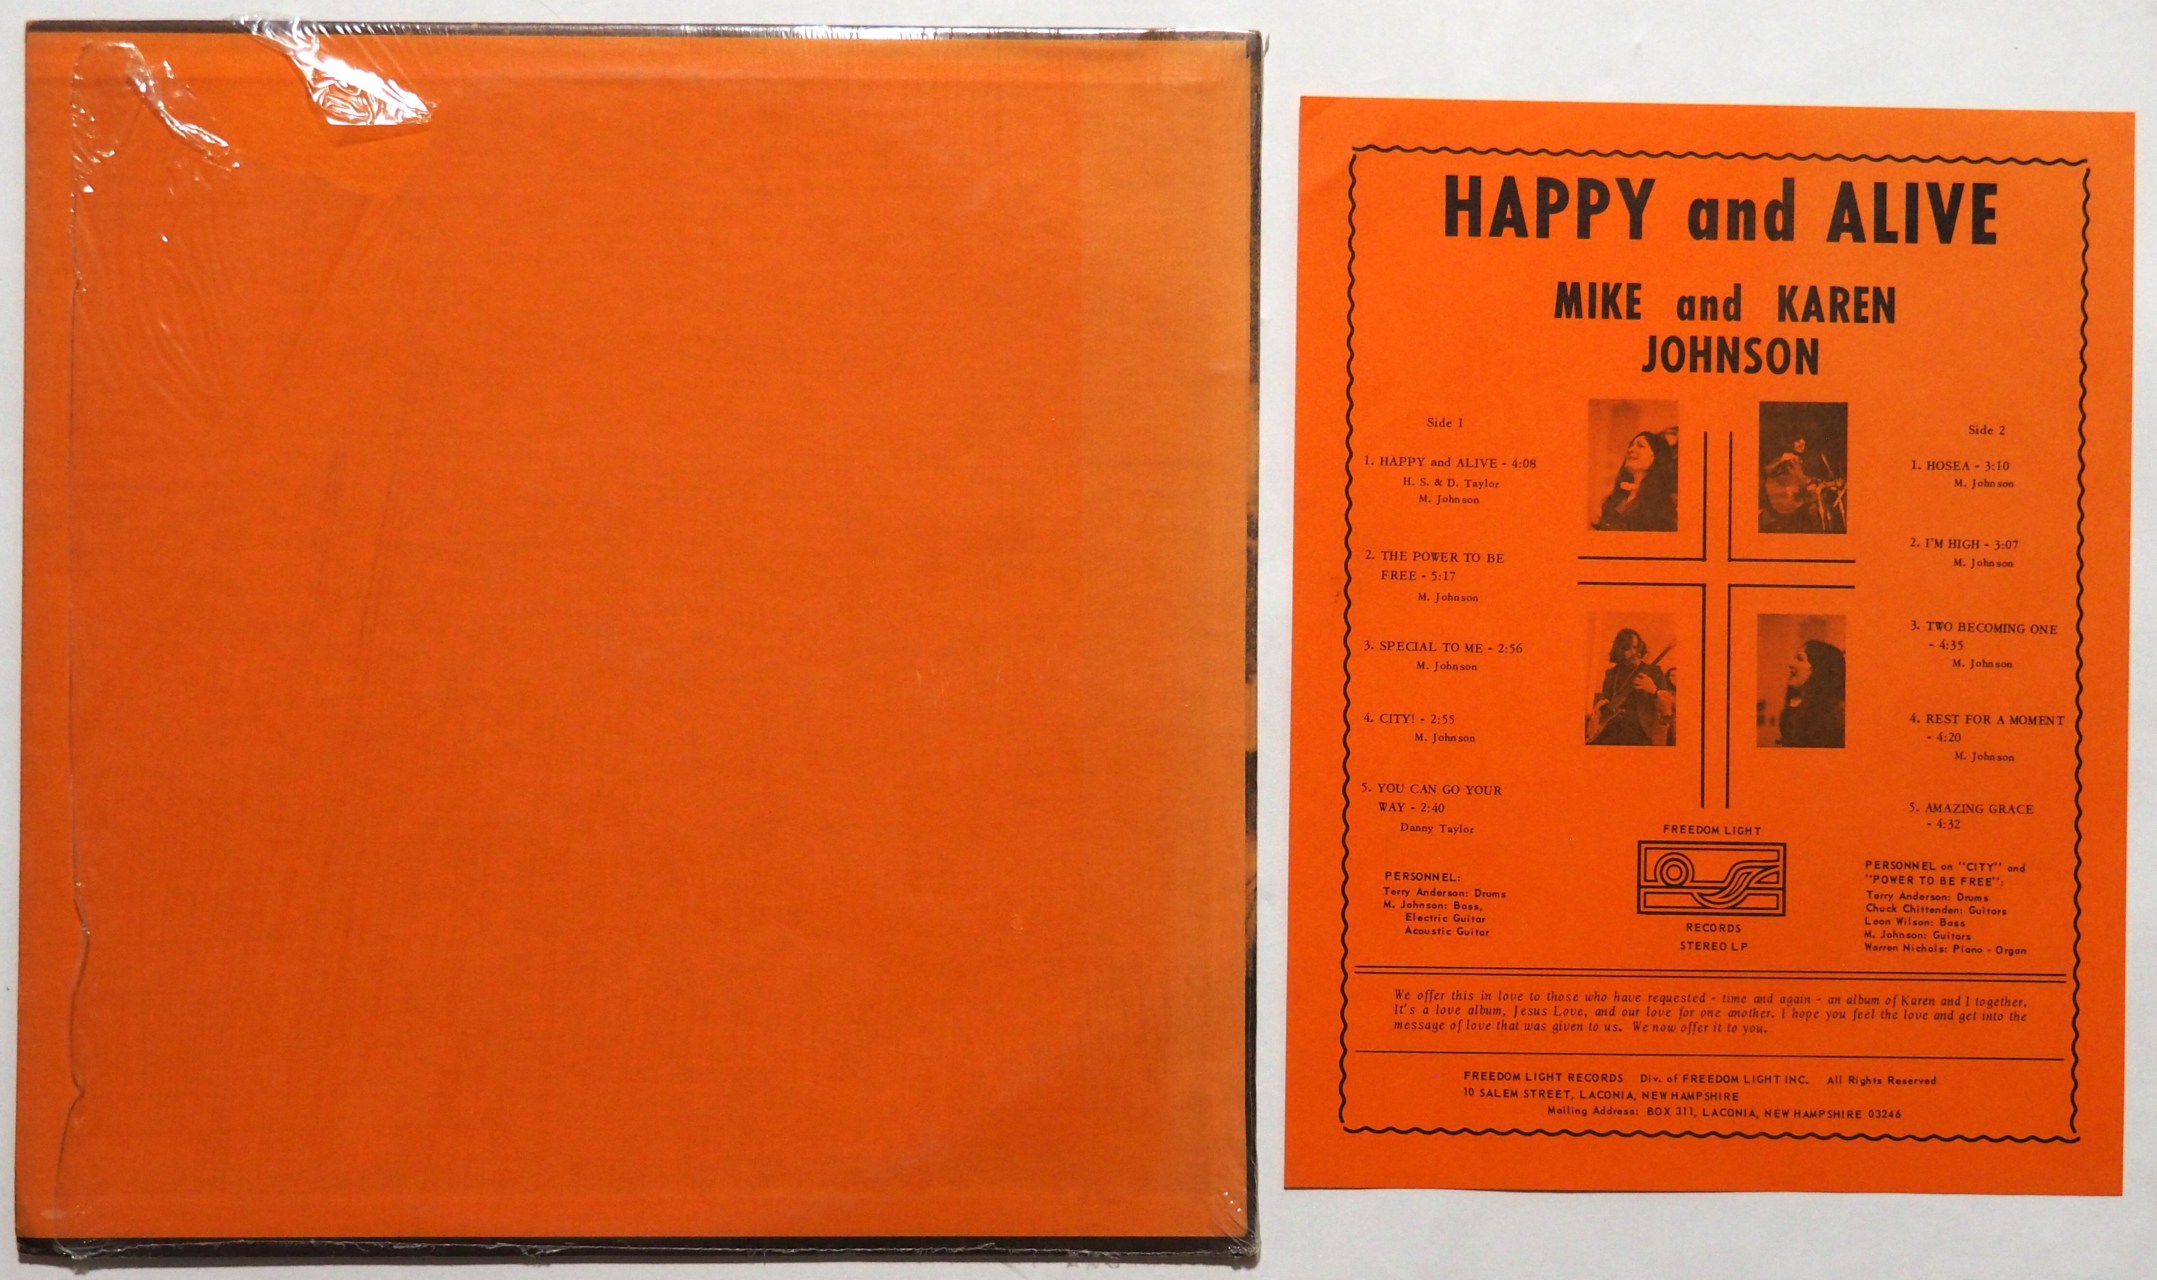 HAPPY and ALIVE
MIKE and KAREN
JOHNSON
Side 1
1. HAPPY and ALIVE - 4:08
H. S. & D. Taylor
M. Johnson
2. THE POWER TO BE
FREE - 5:17
M. Johnson
3. SPECIAL TO ME - 2:56
M. Johnson
4. CITY! - 2:55
M. Johnson
5. YOU CAN GO YOUR
WAY - 2:40
Danny Taylor
PERSONNEL:
Terry Anderson: Drums
M. Johnson: Bass,
Electric Guitar
Acoustic Guitar
Side 2
1. HOSEA - 3:10
M. Johnson
2. I'M HIGH - 3:07
M. Johnson
3. TWO BECOMING ONE
- 4:35
M. Johnson
4. REST FOR A MOMENT
- 4:20
M. Johnson
5. AMAZING GRACE
- 4:32
PERSONNEL on "CITY" and
"POWER TO BE FREE":
Terry Anderson: Drums
Chuck Chittenden: Guitars
Leon Wilson: Bass
M. Johnson: Guitars
Warren Nichols: Piano - Organ
FREEDOM LIGHT
RECORDS
STEREO LP
We offer this in love to those who have requested - time and again - an album of Karen and I together.
It's a love album, Jesus Love, and our love for one another. I hope you feel the love and get into the
message of love that was given to us. We now offer it to you.
FREEDOM LIGHT RECORDS Div. of FREEDOM LIGHT INC. All Rights Reserved
10 SALEM STREET, LACONIA, NEW HAMPSHIRE
Mailing Address: BOX 311, LACONIA, NEW HAMPSHIRE 03246